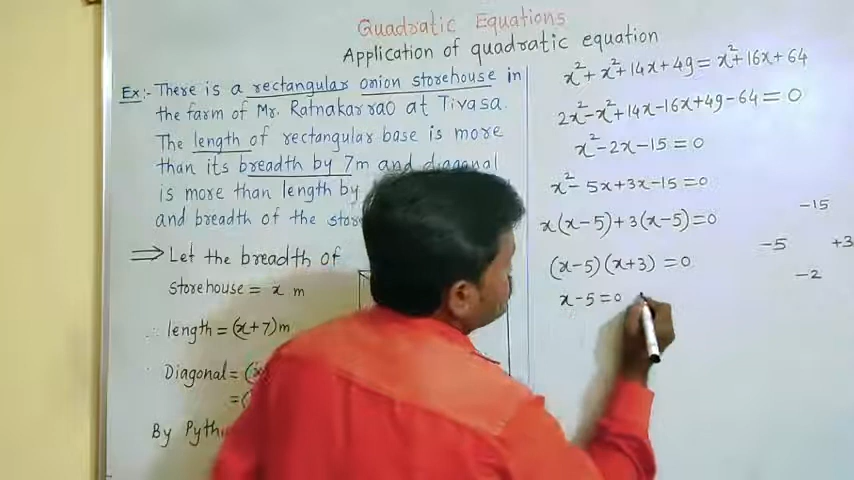 Quadratic Equations
Application of quadratic equation
Ex:- There is a rectangular onion storehouse in
the farm of Mr. Ratnakarrao at Tivasa.
The length of rectangular base is more
than its breadth by 7m and diagonal
is more than length by
and breadth of the
⇒ Let the breadth of
storehouse = x m
∴ length = (x+7)m
Diagonal = (x
= (
By
x² + x² + 14x + 49 = x² + 16x + 64
2x² - x² + 14x - 16x + 49 - 64 = 0
x² - 2x - 15 = 0
x² - 5x + 3x - 15 = 0
x(x-5) + 3(x-5) = 0
(x-5)(x+3) = 0
x - 5 = 0
-15
-5 +3
-2